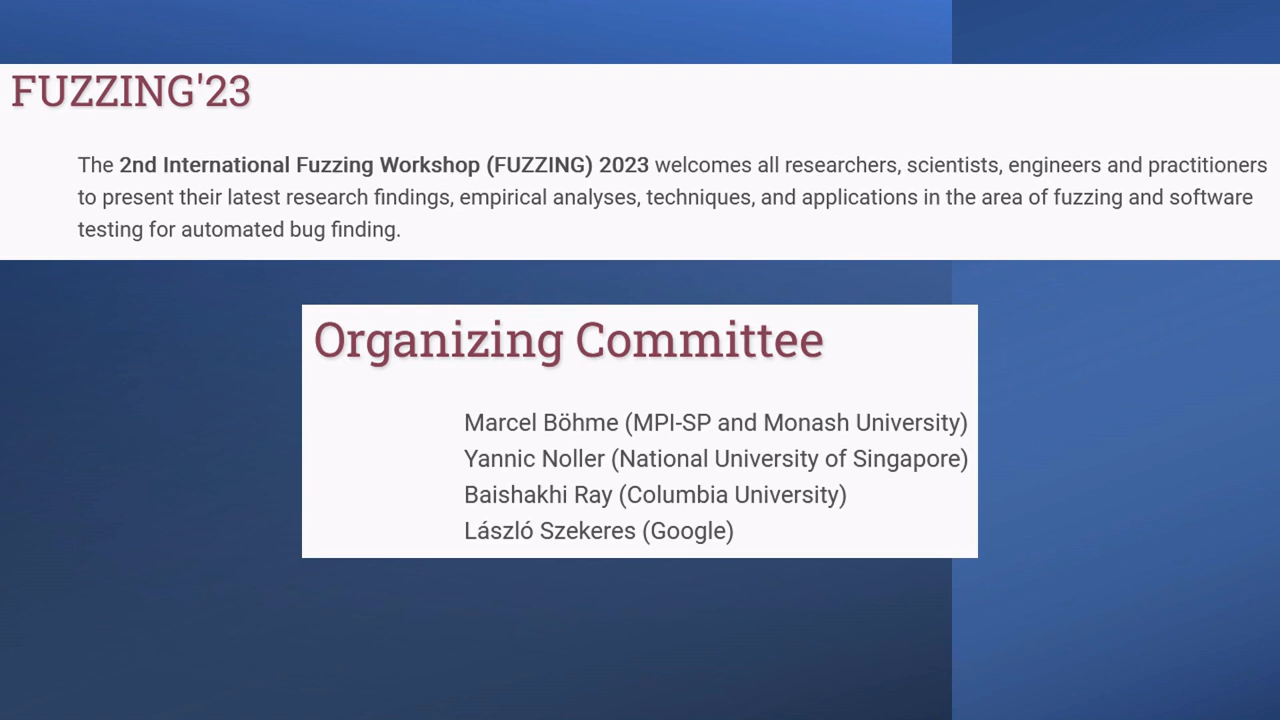 FUZZING'23
The 2nd International Fuzzing Workshop (FUZZING) 2023 welcomes all researchers, scientists, engineers and practitioners
to present their latest research findings, empirical analyses, techniques, and applications in the area of fuzzing and software
testing for automated bug finding.
Organizing Committee
Marcel Böhme (MPI-SP and Monash University)
Yannic Noller (National University of Singapore)
Baishakhi Ray (Columbia University)
László Szekeres (Google)